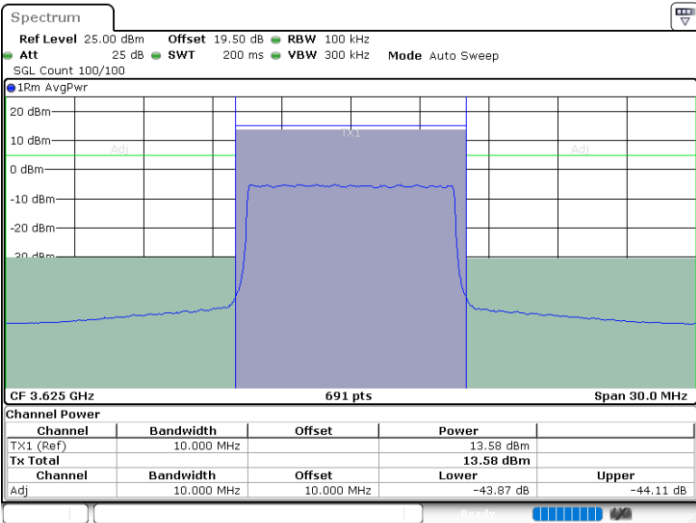 Spectrum
Ref Level 25.00 dBm Offset 19.50 dB RBW 100 kHz
Att 25 dB SWT 200 ms VBW 300 kHz Mode Auto Sweep
SGL Count 100/100
1Rm AvgPwr
20 dBm
TX1
10 dBm
Adj Adj
0 dBm
-10 dBm
-20 dBm
-30 dBm
CF 3.625 GHz 691 pts Span 30.0 MHz
Channel Power
Channel Bandwidth Offset Power
TX1 (Ref) 10.000 MHz 13.58 dBm
Tx Total 13.58 dBm
Channel Bandwidth Offset Lower Upper
Adj 10.000 MHz 10.000 MHz -43.87 dB -44.11 dB
Ready